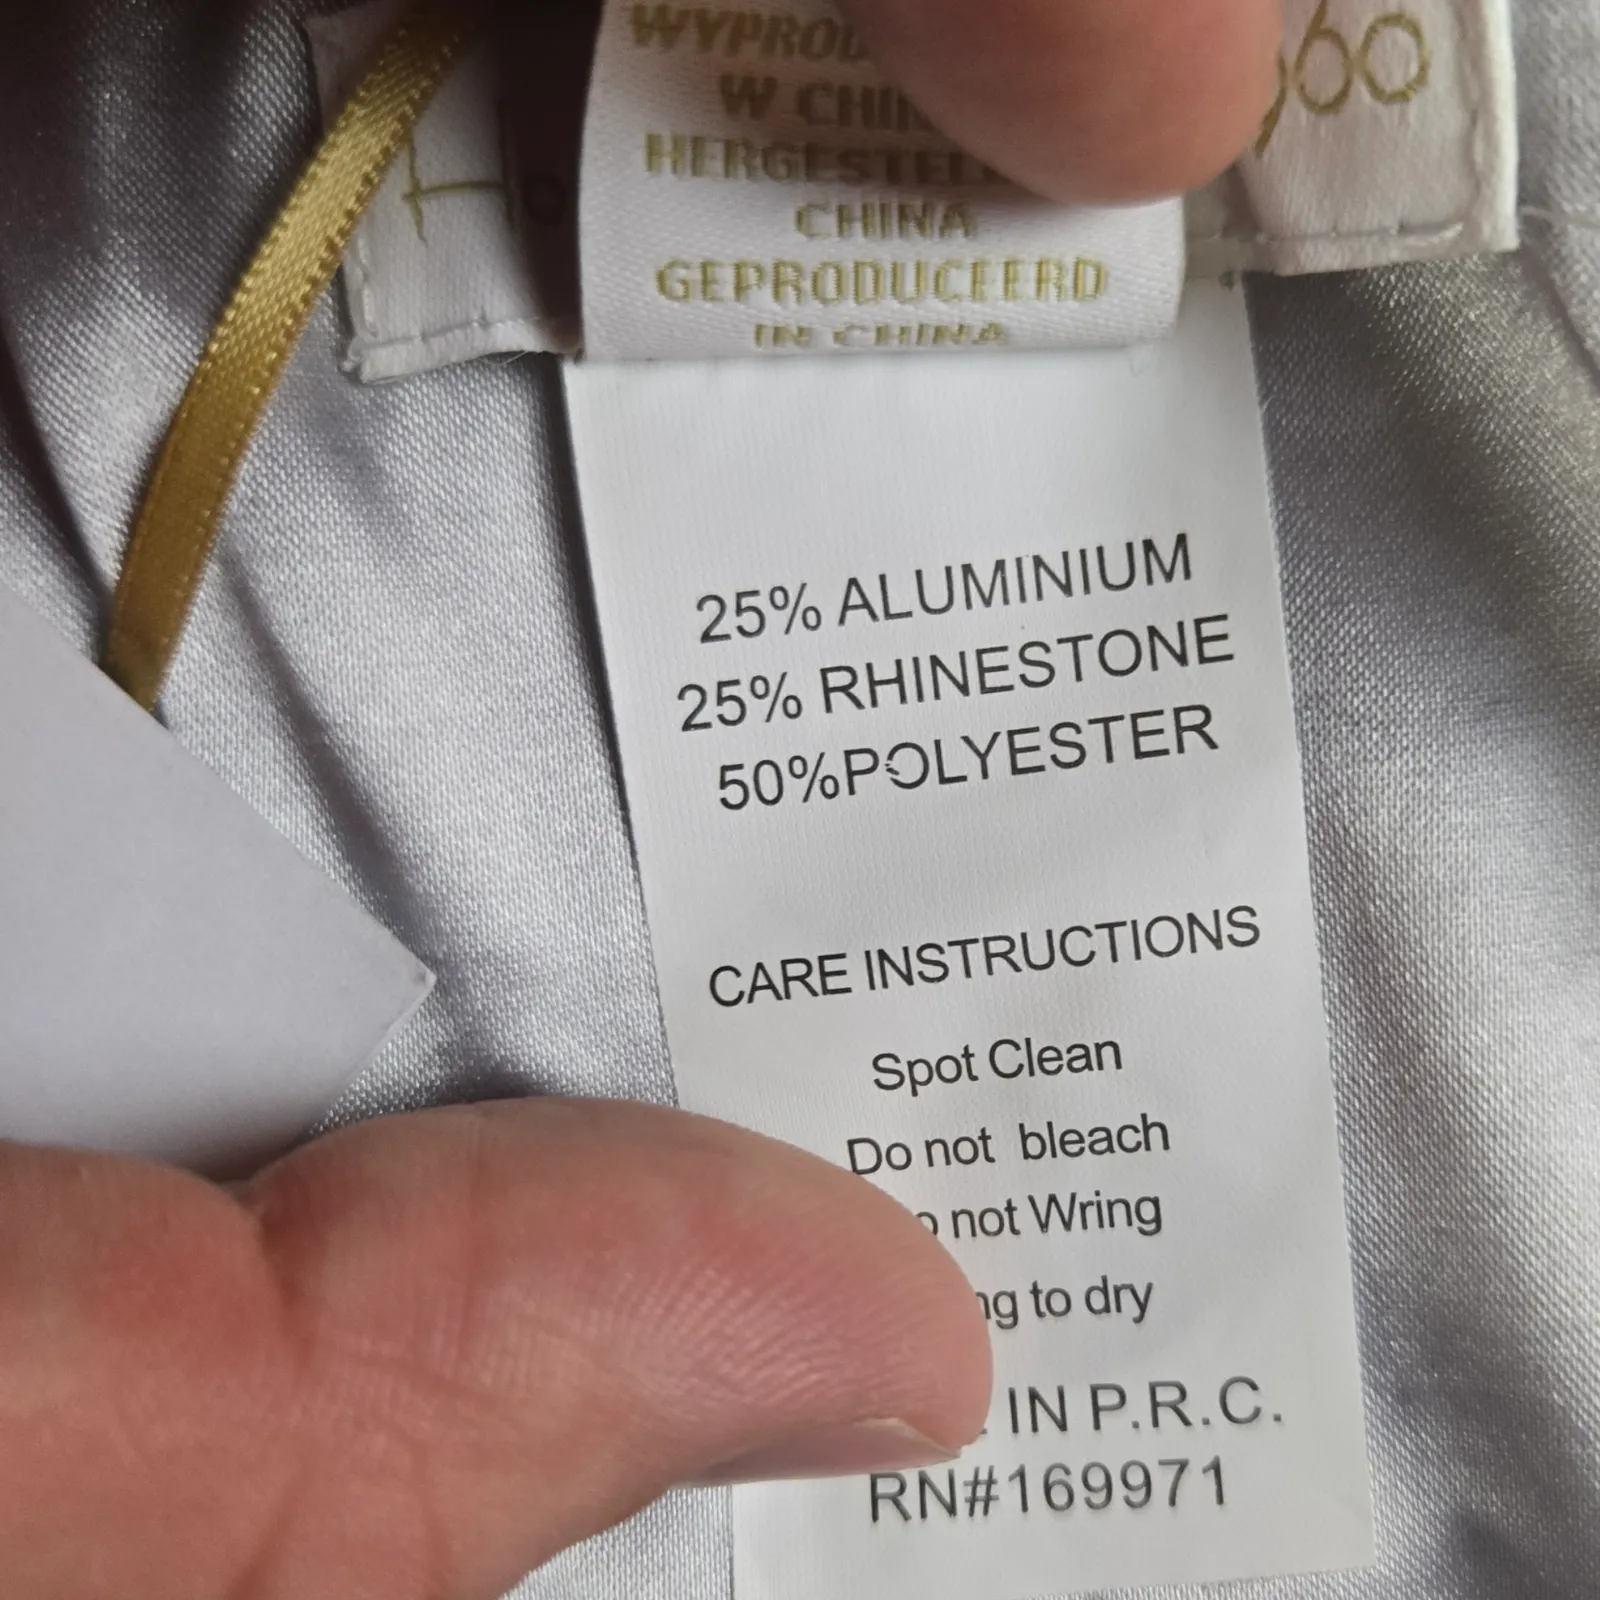 W
HERGESTEL
CHINA
GEPRODUCEERD
IN CHINA
960
25% ALUMINIUM
25% RHINESTONE
50%POLYESTER
CARE INSTRUCTIONS
Spot Clean
Do not bleach
not Wring
to dry
IN P.R.C.
RN#169971